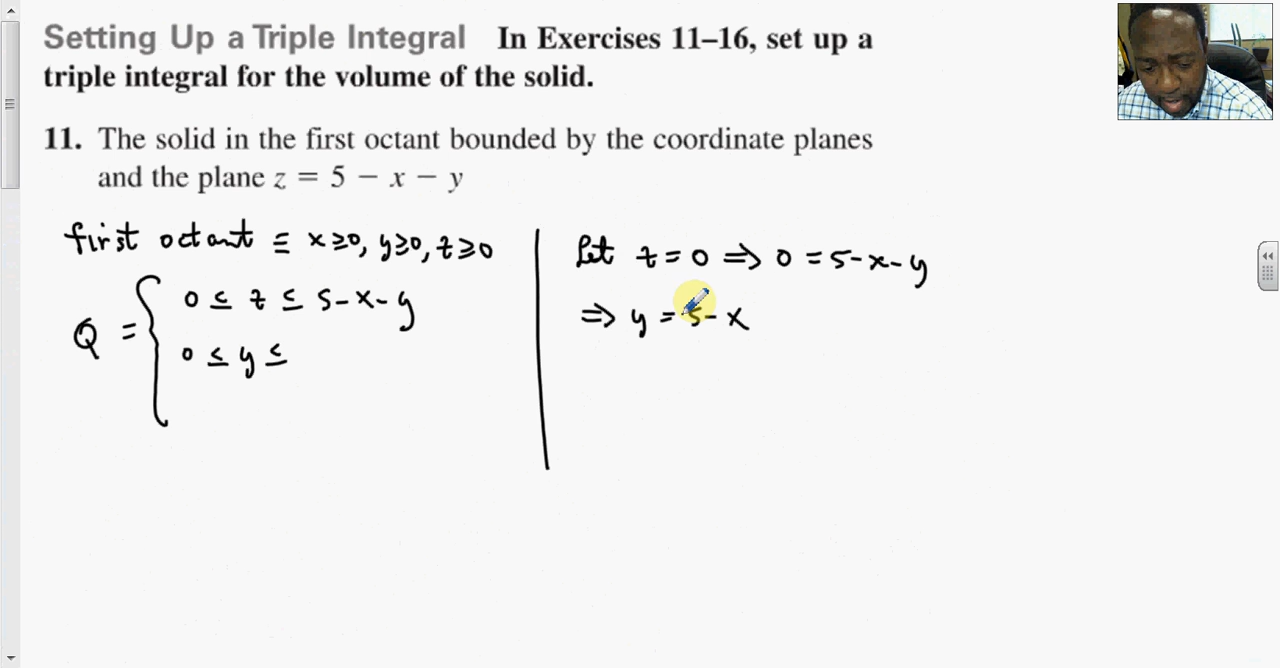 Setting Up a Triple Integral In Exercises 11–16, set up a
triple integral for the volume of the solid.
11. The solid in the first octant bounded by the coordinate planes
and the plane z = 5 − x − y
first octant ≡ x≥0, y≥0, z≥0
Q = { 0 ≤ z ≤ 5-x-y
0 ≤ y ≤
Let z = 0 ⇒ 0 = 5-x-y
⇒ y = 5-x